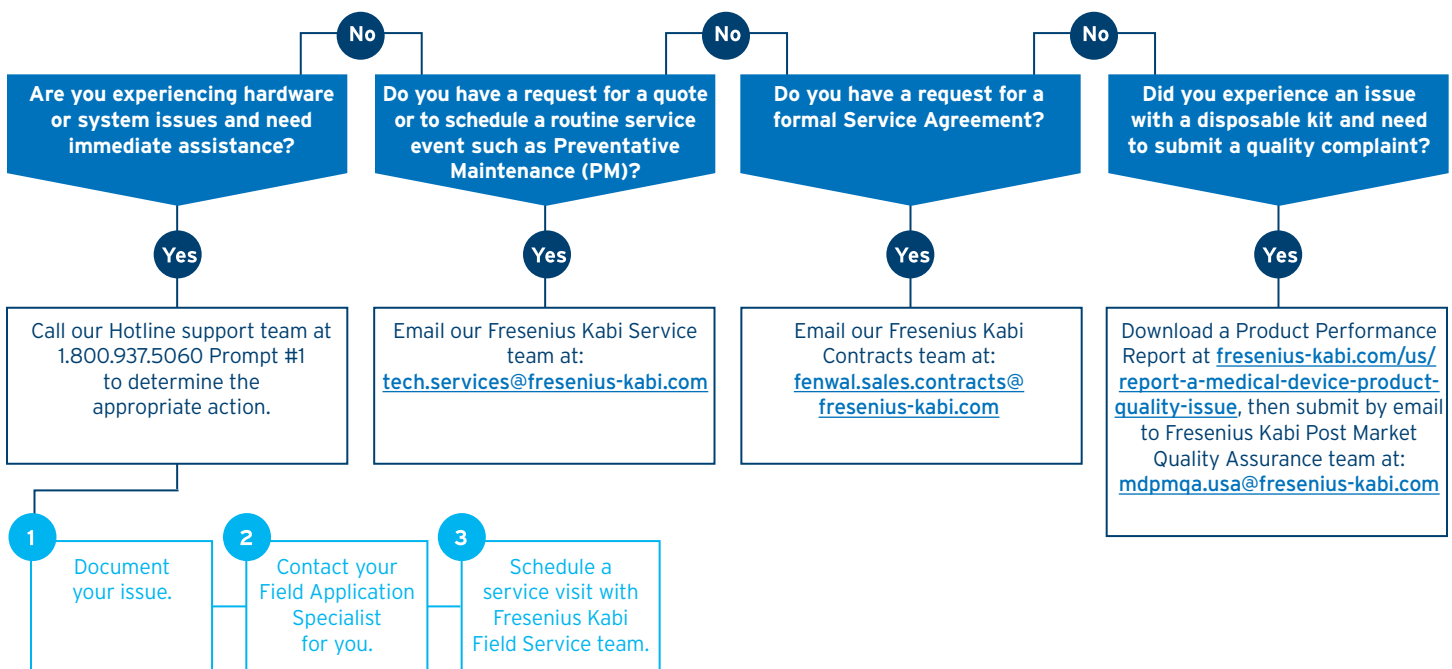 No
No
No
Are you experiencing hardware
or system issues and need
immediate assistance?
Do you have a request for a quote
or to schedule a routine service
event such as Preventative
Maintenance (PM)?
Do you have a request for a
formal Service Agreement?
Did you experience an issue
with a disposable kit and need
to submit a quality complaint?
Yes
Yes
Yes
Yes
Call our Hotline support team at
1.800.937.5060 Prompt #1
to determine the
appropriate action.
Email our Fresenius Kabi Service
team at:
tech.services@fresenius-kabi.com
Email our Fresenius Kabi
Contracts team at:
fenwal.sales.contracts@
fresenius-kabi.com
Download a Product Performance
Report at fresenius-kabi.com/us/
report-a-medical-device-product-
quality-issue, then submit by email
to Fresenius Kabi Post Market
Quality Assurance team at:
mdpmqa.usa@fresenius-kabi.com
1
Document
your issue.
2
Contact your
Field Application
Specialist
for you.
3
Schedule a
service visit with
Fresenius Kabi
Field Service team.